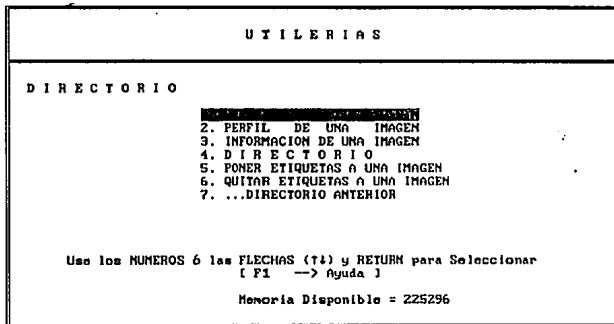 U T I L E R I A S
D I R E C T O R I O
2. PERFIL DE UNA IMAGEN
3. INFORMACION DE UNA IMAGEN
4. D I R E C T O R I O
5. PONER ETIQUETAS A UNA IMAGEN
6. QUITAR ETIQUETAS A UNA IMAGEN
7. ...DIRECTORIO ANTERIOR
Use los NUMEROS ó las FLECHAS (↑↓) y RETURN para Seleccionar
[ F1 --> Ayuda ]
Memoria Disponible = 225296